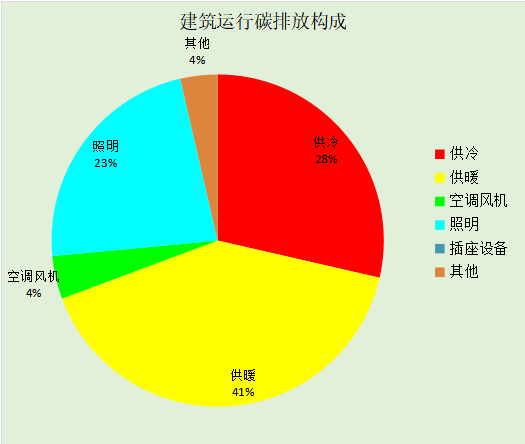 建筑运行碳排放构成
其他
4%
供冷
28%
照明
23%
空调风机
4%
供暖
41%
供冷
供暖
空调风机
照明
插座设备
其他